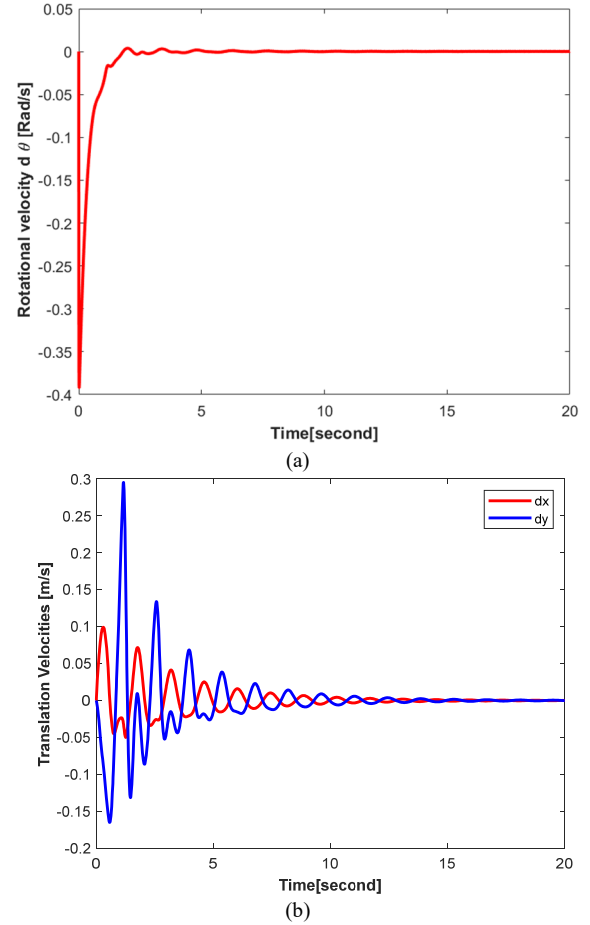 0.05
0
-0.05
-0.1
-0.15
-0.2
-0.25
-0.3
-0.35
-0.4
Rotational velocity d θ [Rad/s]
0 5 10 15 20
Time[second]
(a)
0.3
0.25
0.2
0.15
0.1
0.05
0
-0.05
-0.1
-0.15
-0.2
Translation Velocities [m/s]
dx
dy
0 5 10 15 20
Time[second]
(b)